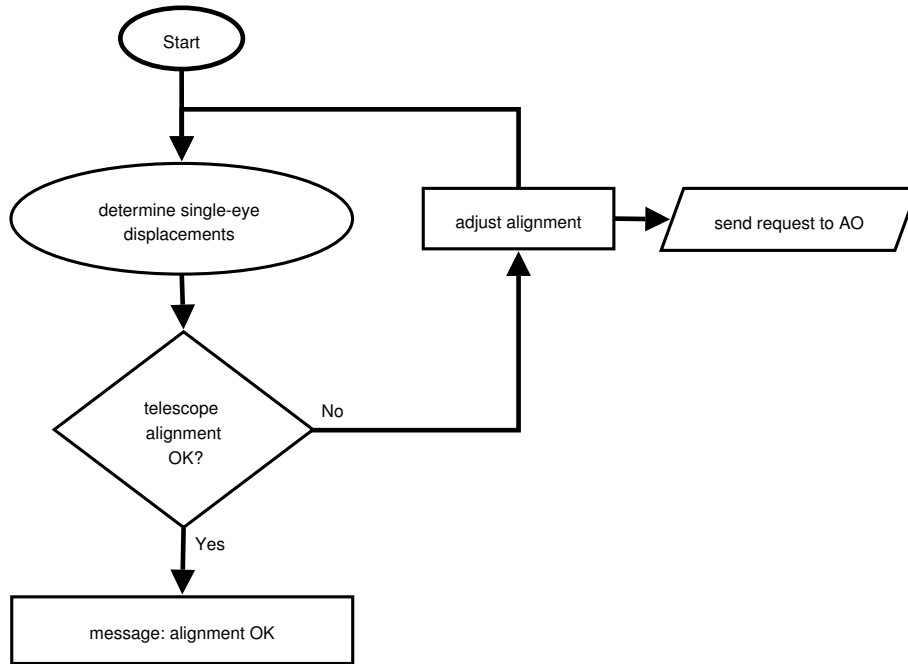 Start
determine single-eye
displacements
adjust alignment
send request to AO
telescope
alignment
OK?
No
Yes
message: alignment OK